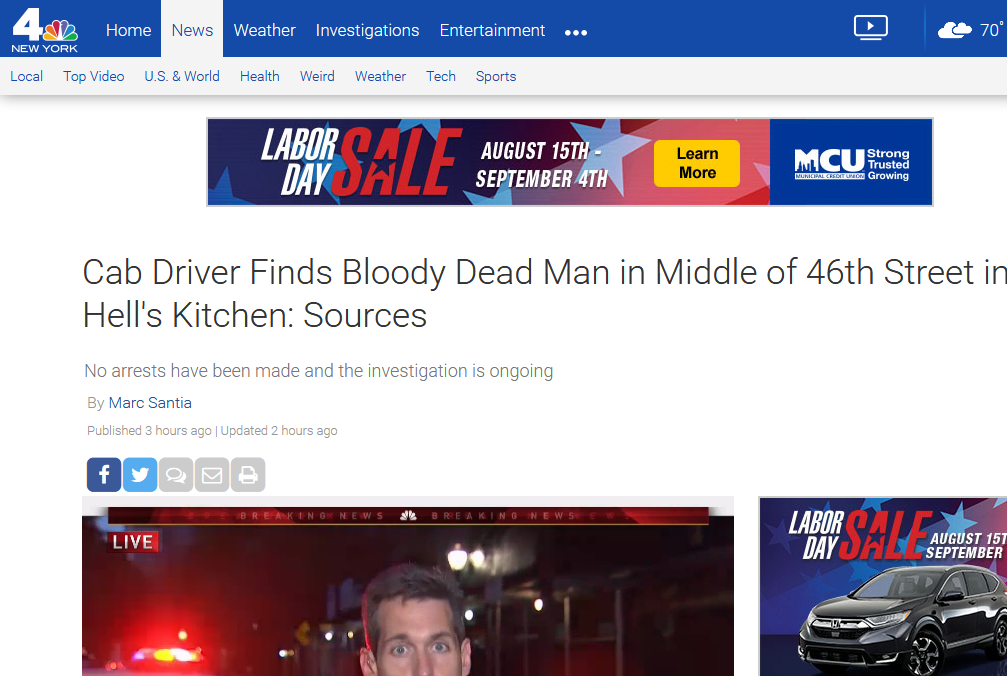 4
NEW YORK
Home News Weather Investigations Entertainment •••
70°
Local Top Video U.S. & World Health Weird Weather Tech Sports
LABOR DAY SALE
AUGUST 15TH -
SEPTEMBER 4TH
Learn
More
MCU
MUNICIPAL CREDIT UNION
Strong
Trusted
Growing
Cab Driver Finds Bloody Dead Man in Middle of 46th Street in
Hell's Kitchen: Sources
No arrests have been made and the investigation is ongoing
By Marc Santia
Published 3 hours ago | Updated 2 hours ago
BREAKING NEWS BREAKING NEWS
LIVE
LABOR DAY SALE
AUGUST 15T
SEPTEMBER